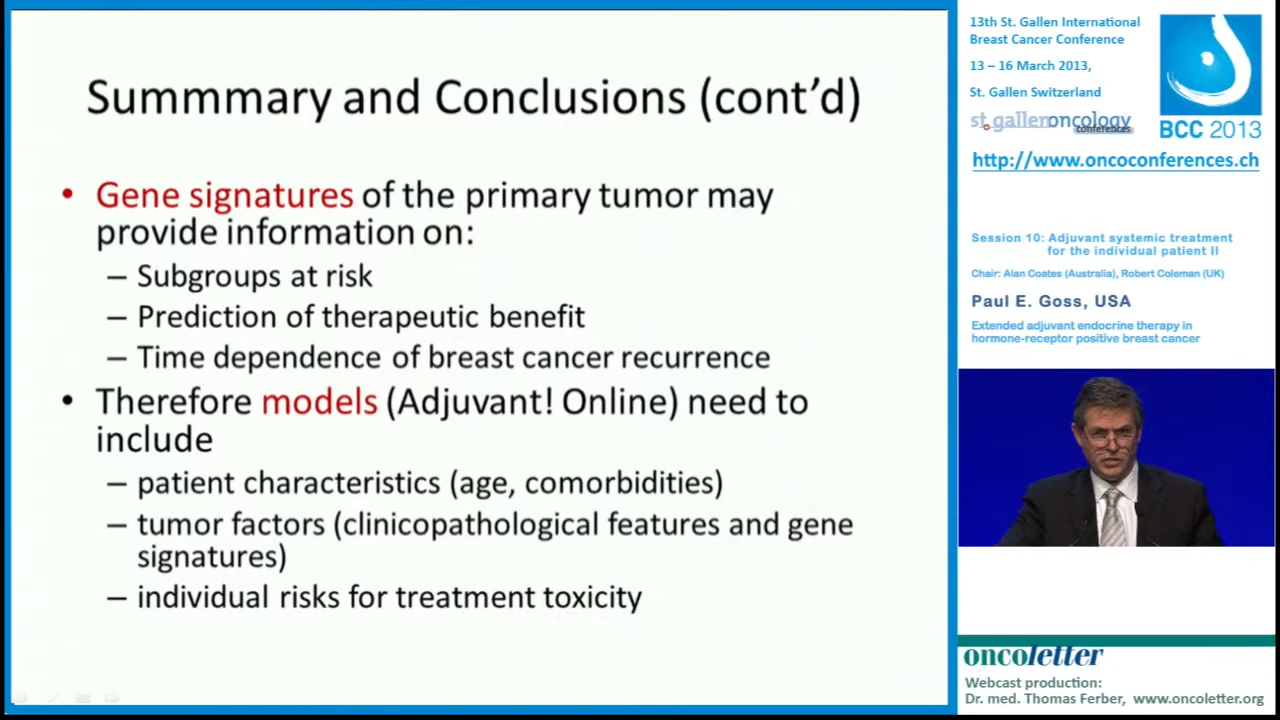 Summmary and Conclusions (cont'd)
• Gene signatures of the primary tumor may
provide information on:
– Subgroups at risk
– Prediction of therapeutic benefit
– Time dependence of breast cancer recurrence
• Therefore models (Adjuvant! Online) need to
include
– patient characteristics (age, comorbidities)
– tumor factors (clinicopathological features and gene
signatures)
– individual risks for treatment toxicity
13th St. Gallen International
Breast Cancer Conference
13 – 16 March 2013,
St. Gallen Switzerland
st.gallenoncology
conferences
BCC 2013
http://www.oncoconferences.ch
Session 10: Adjuvant systemic treatment
for the individual patient II
Chair: Alan Coates (Australia), Robert Coleman (UK)
Paul E. Goss, USA
Extended adjuvant endocrine therapy in
hormone-receptor positive breast cancer
oncoletter
Webcast production:
Dr. med. Thomas Ferber, www.oncoletter.org